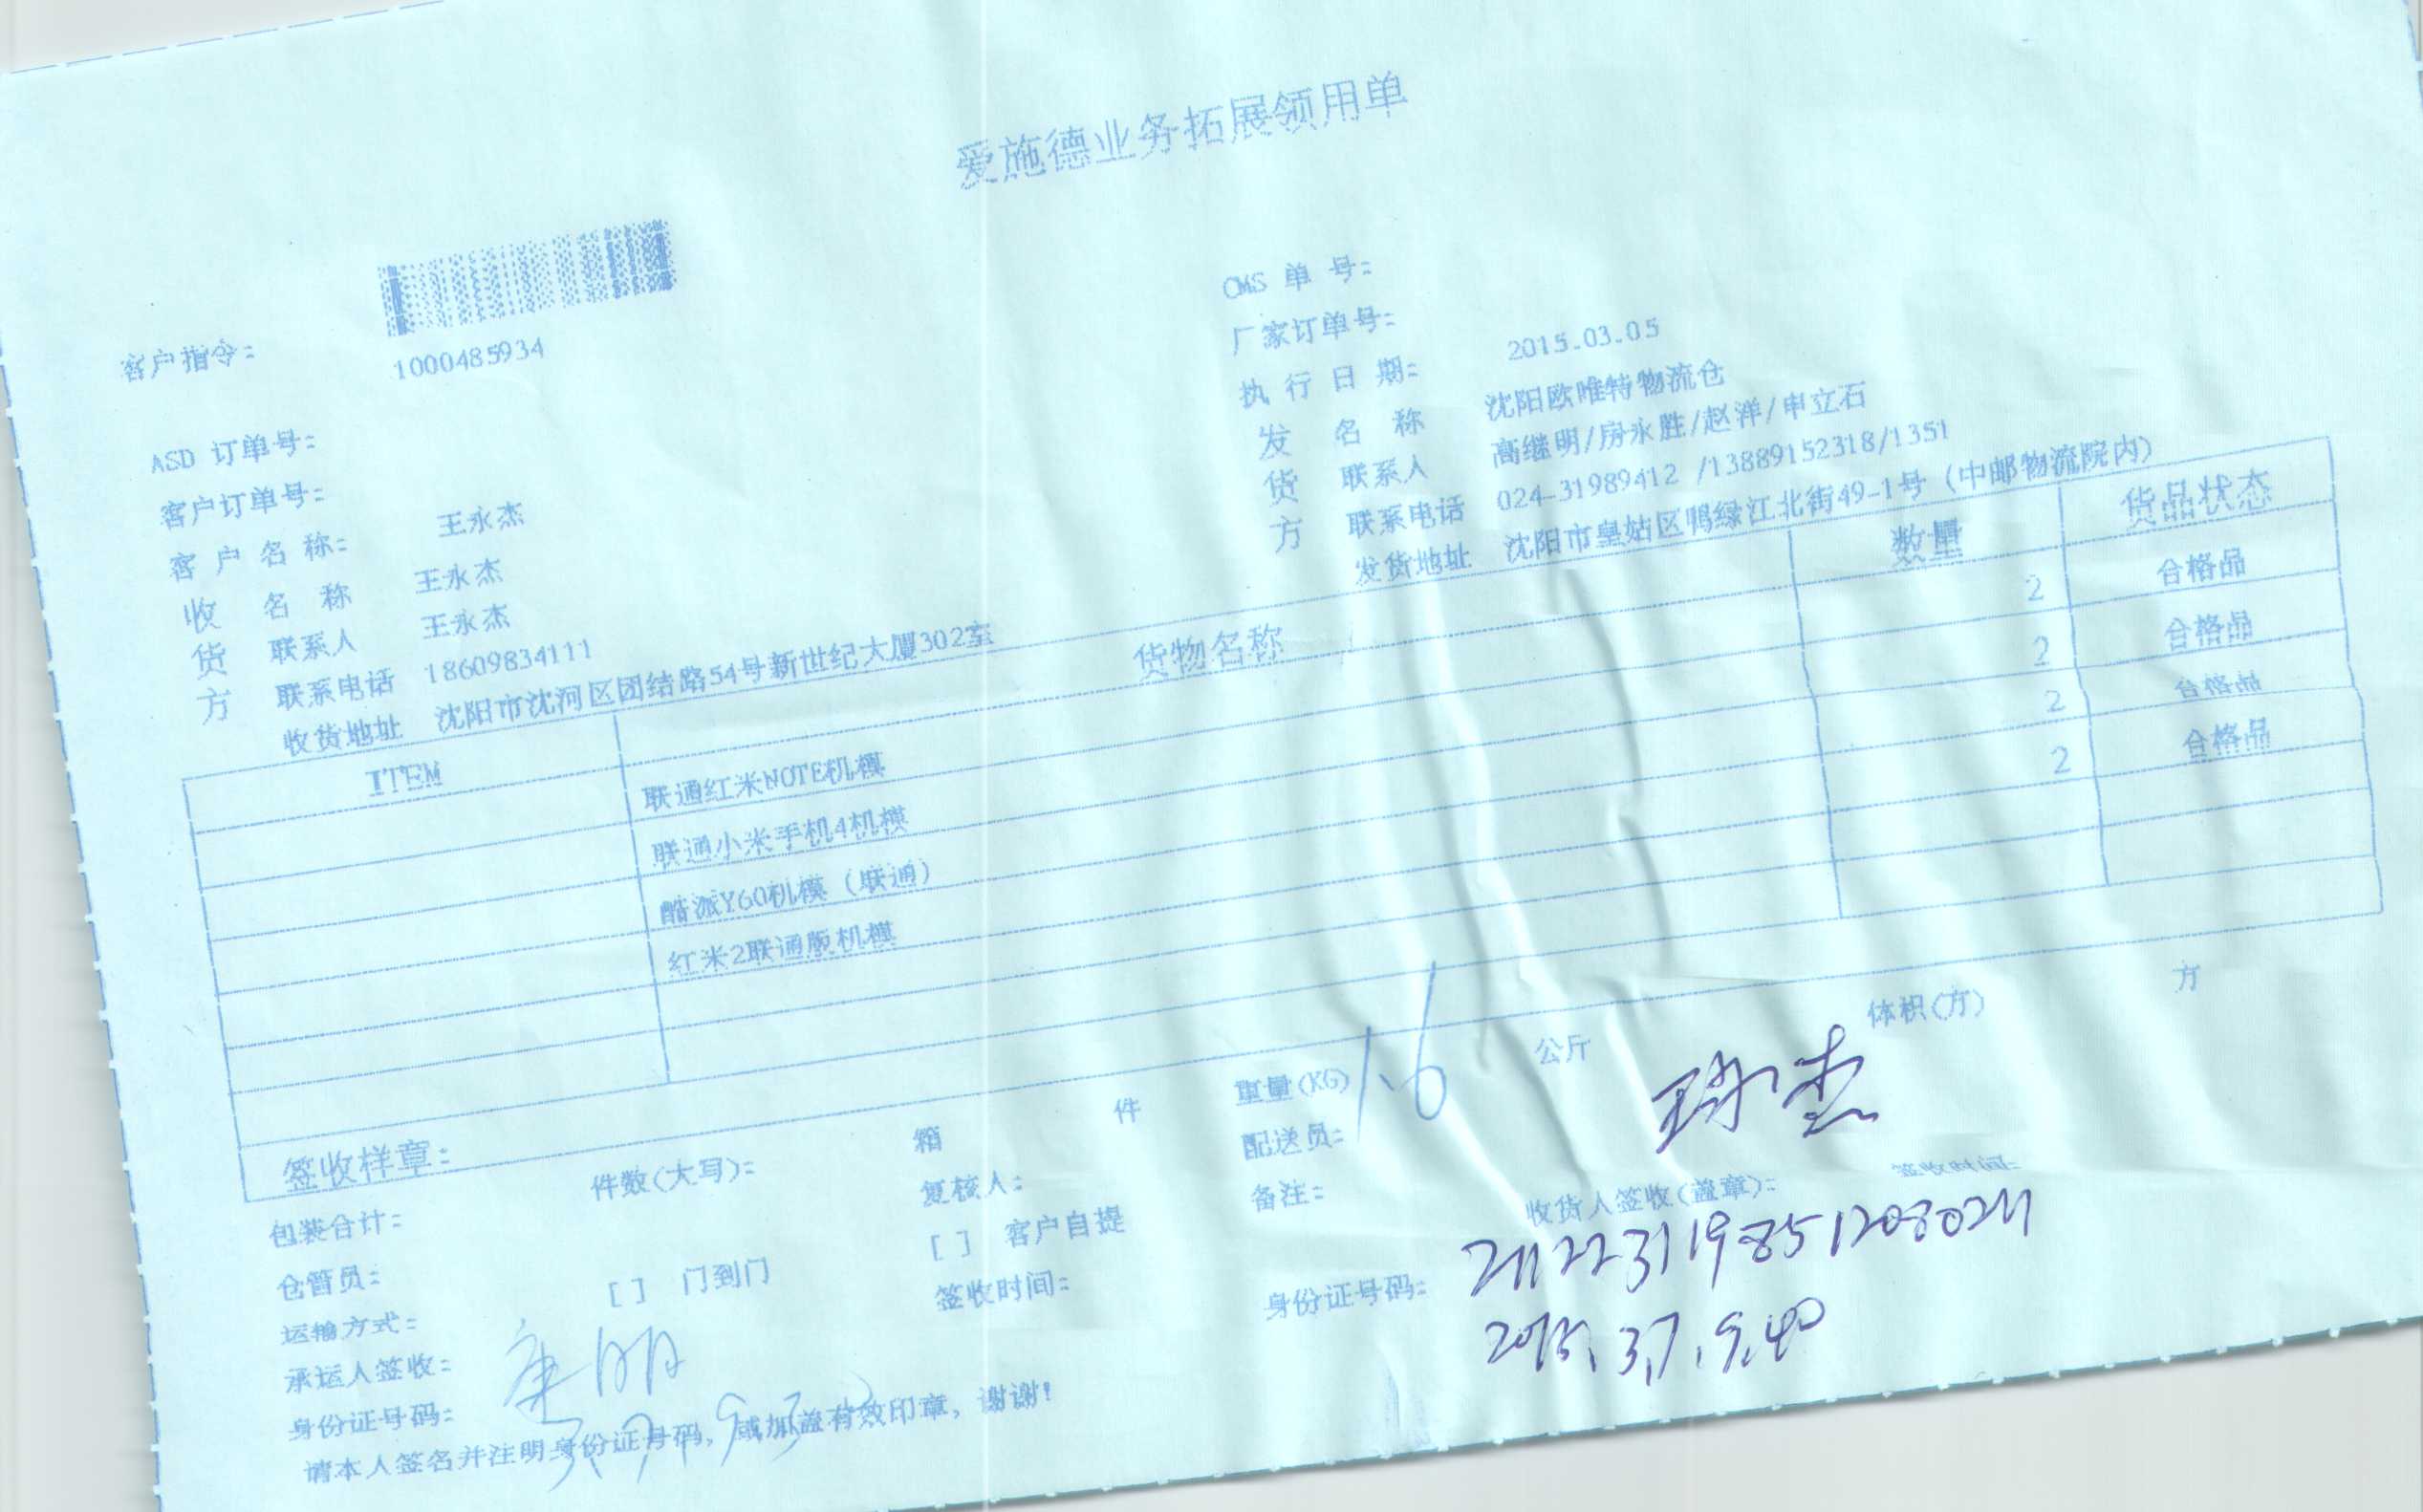 爱施德业务拓展领用单
客户指令:
1000485934
ASD 订单号:
客户订单号:
客户名称: 王永杰
收货方
名称 王永杰
联系人 王永杰
联系电话 18609834111
收货地址 沈阳市沈河区团结路54号新世纪大厦302室
CMS 单号:
厂家订单号:
执行日期: 2015.03.05
发货方
名称 沈阳欧唯特物流仓
联系人 高继明/房永胜/赵洋/申立石
联系电话 024-31989412 /13889152318/1351
发货地址 沈阳市皇姑区鸭绿江北街49-1号(中邮物流院内)
ITEM 货物名称 数量 货品状态
联通红米NOTE机模 2 合格品
联通小米手机4机模 2 合格品
酷派Y60机模(联通) 2 合格品
红米2联通版机模 2 合格品
签收样章:
包装合计: 件数(大写): 箱 件 重量(KG) 1.6 公斤 体积(方) 方
仓管员: 复核人: 配送员: 王永杰
运输方式: [ ] 门到门 [ ] 客户自提 备注: 收货人签收(盖章): 签收时间:
承运人签收: 签收时间: 身份证号码: 211223198512080211
身份证号码: 2015.3.7.9.40
请本人签名并注明身份证号码, 或加盖有效印章, 谢谢!